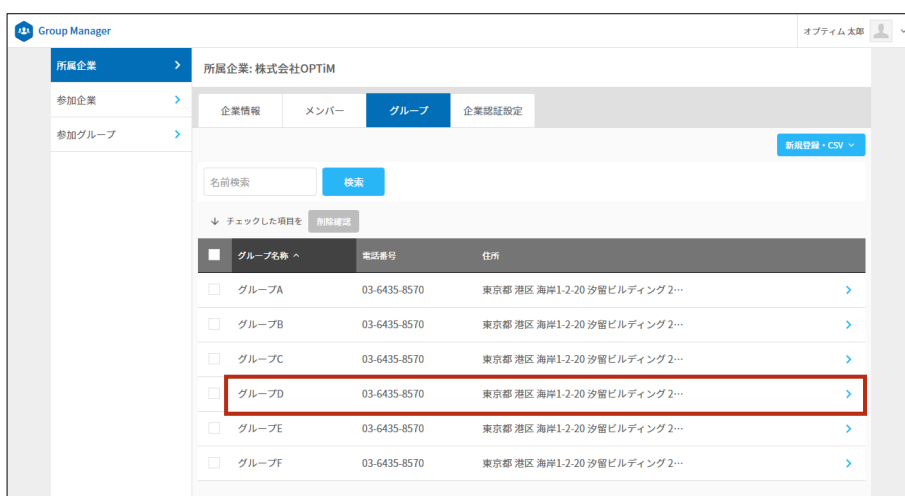 Group Manager
オプティム 太郎
所属企業
参加企業
参加グループ
所属企業: 株式会社OPTiM
企業情報 メンバー グループ 企業認証設定
新規登録・CSV
名前検索 検索
↓ チェックした項目を 削除確認
グループ名称 電話番号 住所
グループA 03-6435-8570 東京都 港区 海岸1-2-20 汐留ビルディング 2…
グループB 03-6435-8570 東京都 港区 海岸1-2-20 汐留ビルディング 2…
グループC 03-6435-8570 東京都 港区 海岸1-2-20 汐留ビルディング 2…
グループD 03-6435-8570 東京都 港区 海岸1-2-20 汐留ビルディング 2…
グループE 03-6435-8570 東京都 港区 海岸1-2-20 汐留ビルディング 2…
グループF 03-6435-8570 東京都 港区 海岸1-2-20 汐留ビルディング 2…